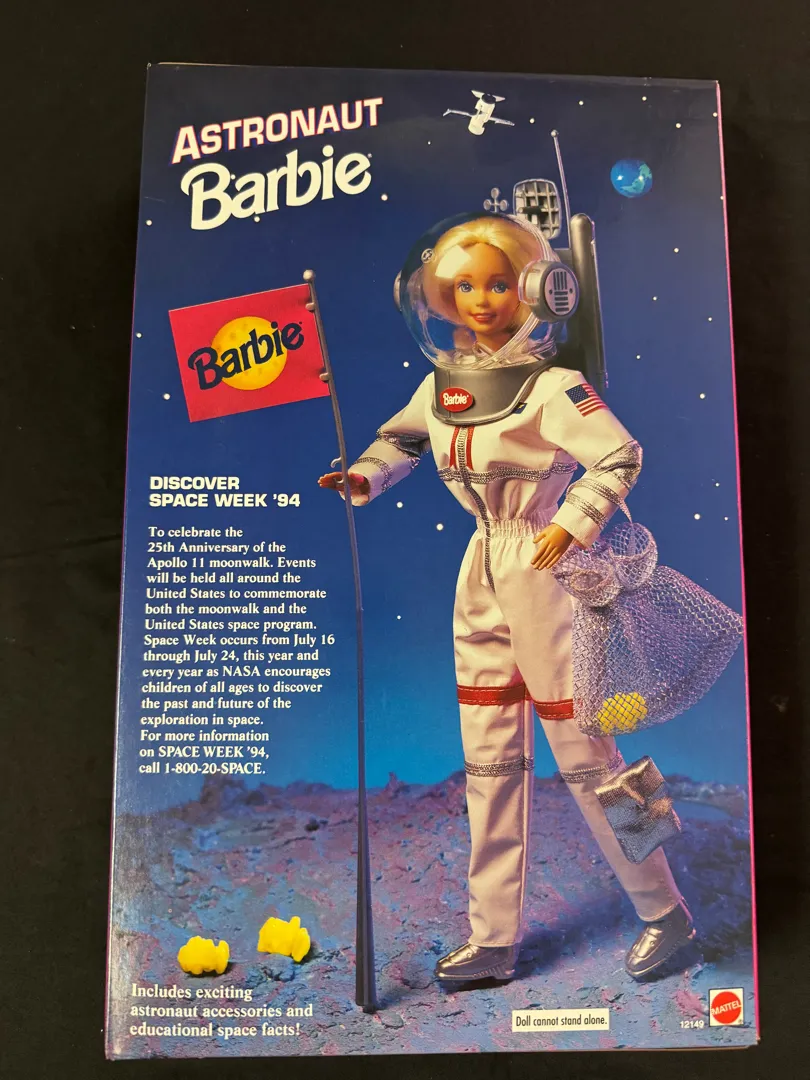 ASTRONAUT
Barbie
Barbie
Barbie
DISCOVER
SPACE WEEK '94
To celebrate the
25th Anniversary of the
Apollo 11 moonwalk. Events
will be held all around the
United States to commemorate
both the moonwalk and the
United States space program.
Space Week occurs from July 16
through July 24, this year and
every year as NASA encourages
children of all ages to discover
the past and future of the
exploration in space.
For more information
on SPACE WEEK '94,
call 1-800-20-SPACE.
Includes exciting
astronaut accessories and
educational space facts!
Doll cannot stand alone.
12149
MATTEL